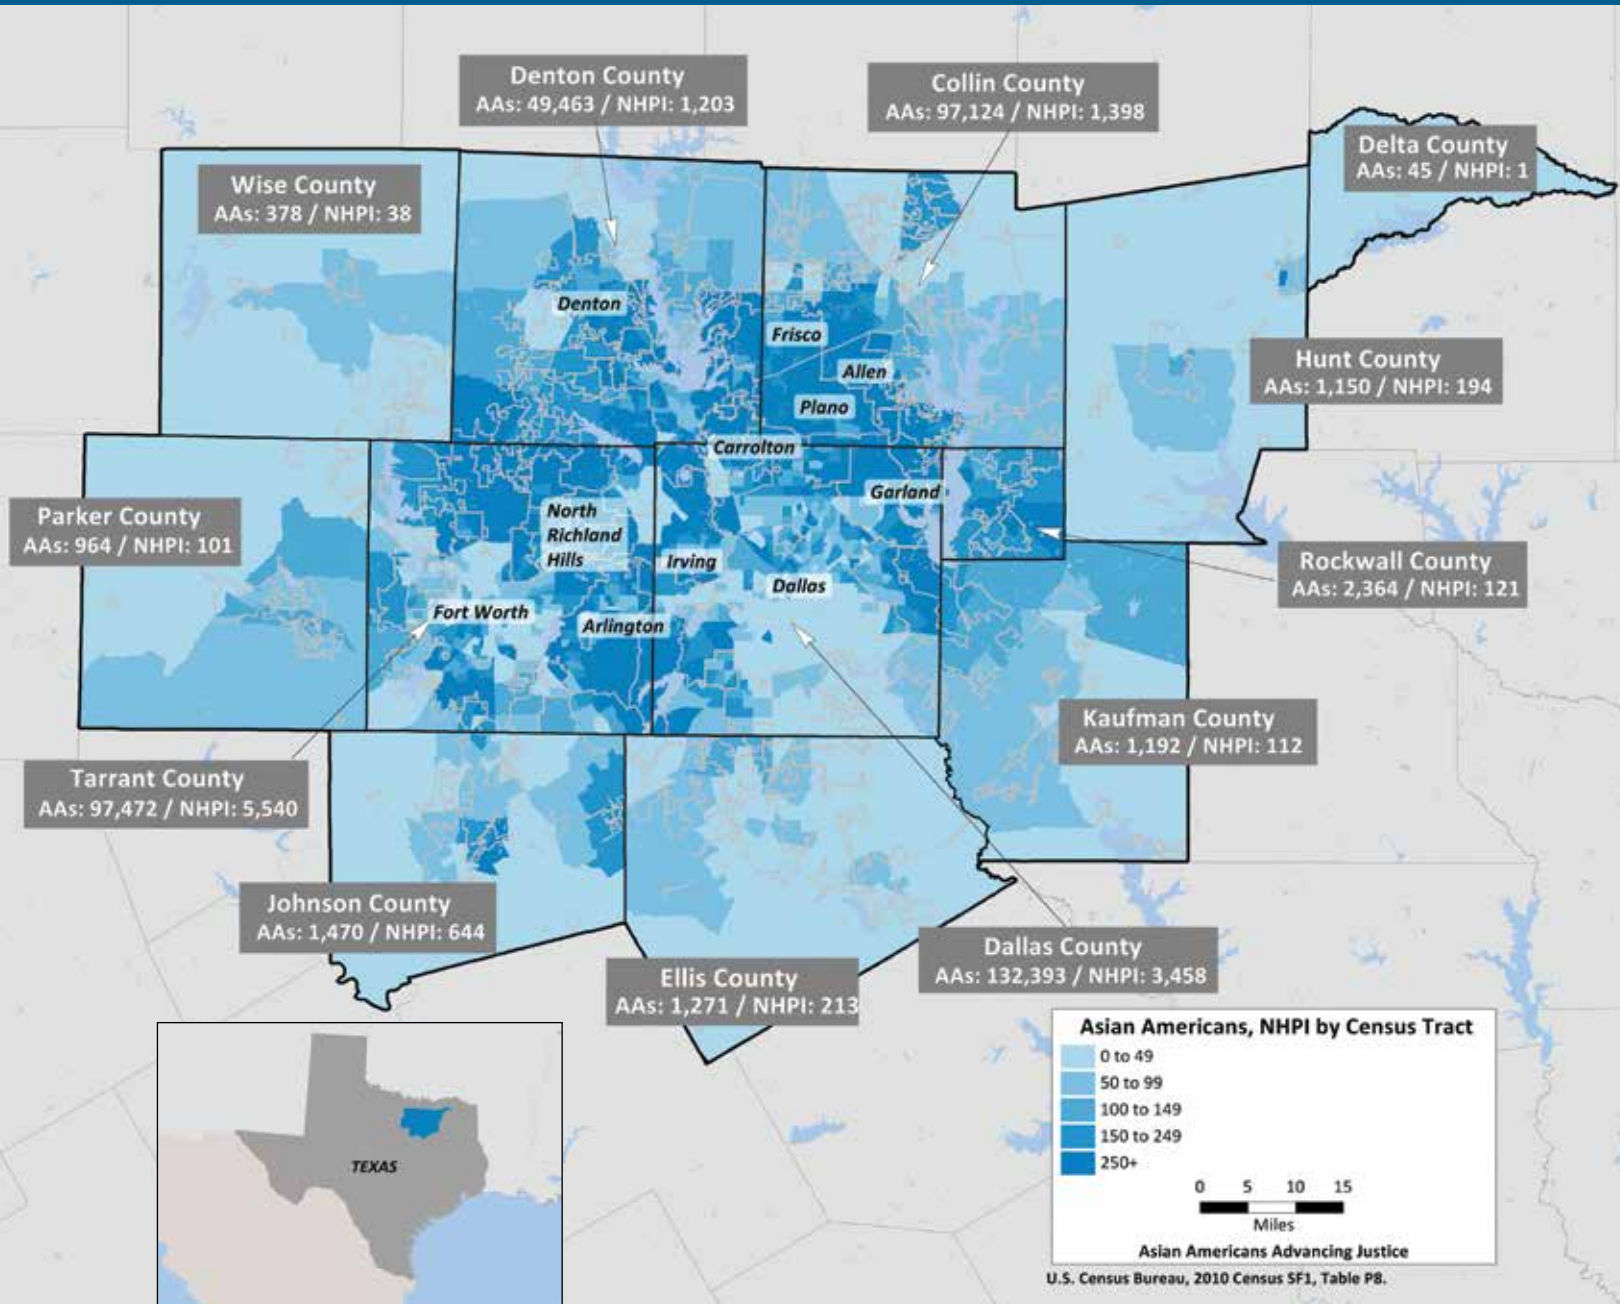 Denton County
AAs: 49,463 / NHPI: 1,203
Collin County
AAs: 97,124 / NHPI: 1,398
Delta County
AAs: 45 / NHPI: 1
Wise County
AAs: 378 / NHPI: 38
Denton
Frisco
Allen
Plano
Hunt County
AAs: 1,150 / NHPI: 194
Carrolton
Garland
North
Richland
Hills
Parker County
AAs: 964 / NHPI: 101
Irving
Dallas
Rockwall County
AAs: 2,364 / NHPI: 121
Fort Worth
Arlington
Kaufman County
AAs: 1,192 / NHPI: 112
Tarrant County
AAs: 97,472 / NHPI: 5,540
Johnson County
AAs: 1,470 / NHPI: 644
Dallas County
AAs: 132,393 / NHPI: 3,458
Ellis County
AAs: 1,271 / NHPI: 213
Asian Americans, NHPI by Census Tract
0 to 49
50 to 99
100 to 149
150 to 249
250+
0 5 10 15
Miles
Asian Americans Advancing Justice
U.S. Census Bureau, 2010 Census SF1, Table P8.
TEXAS